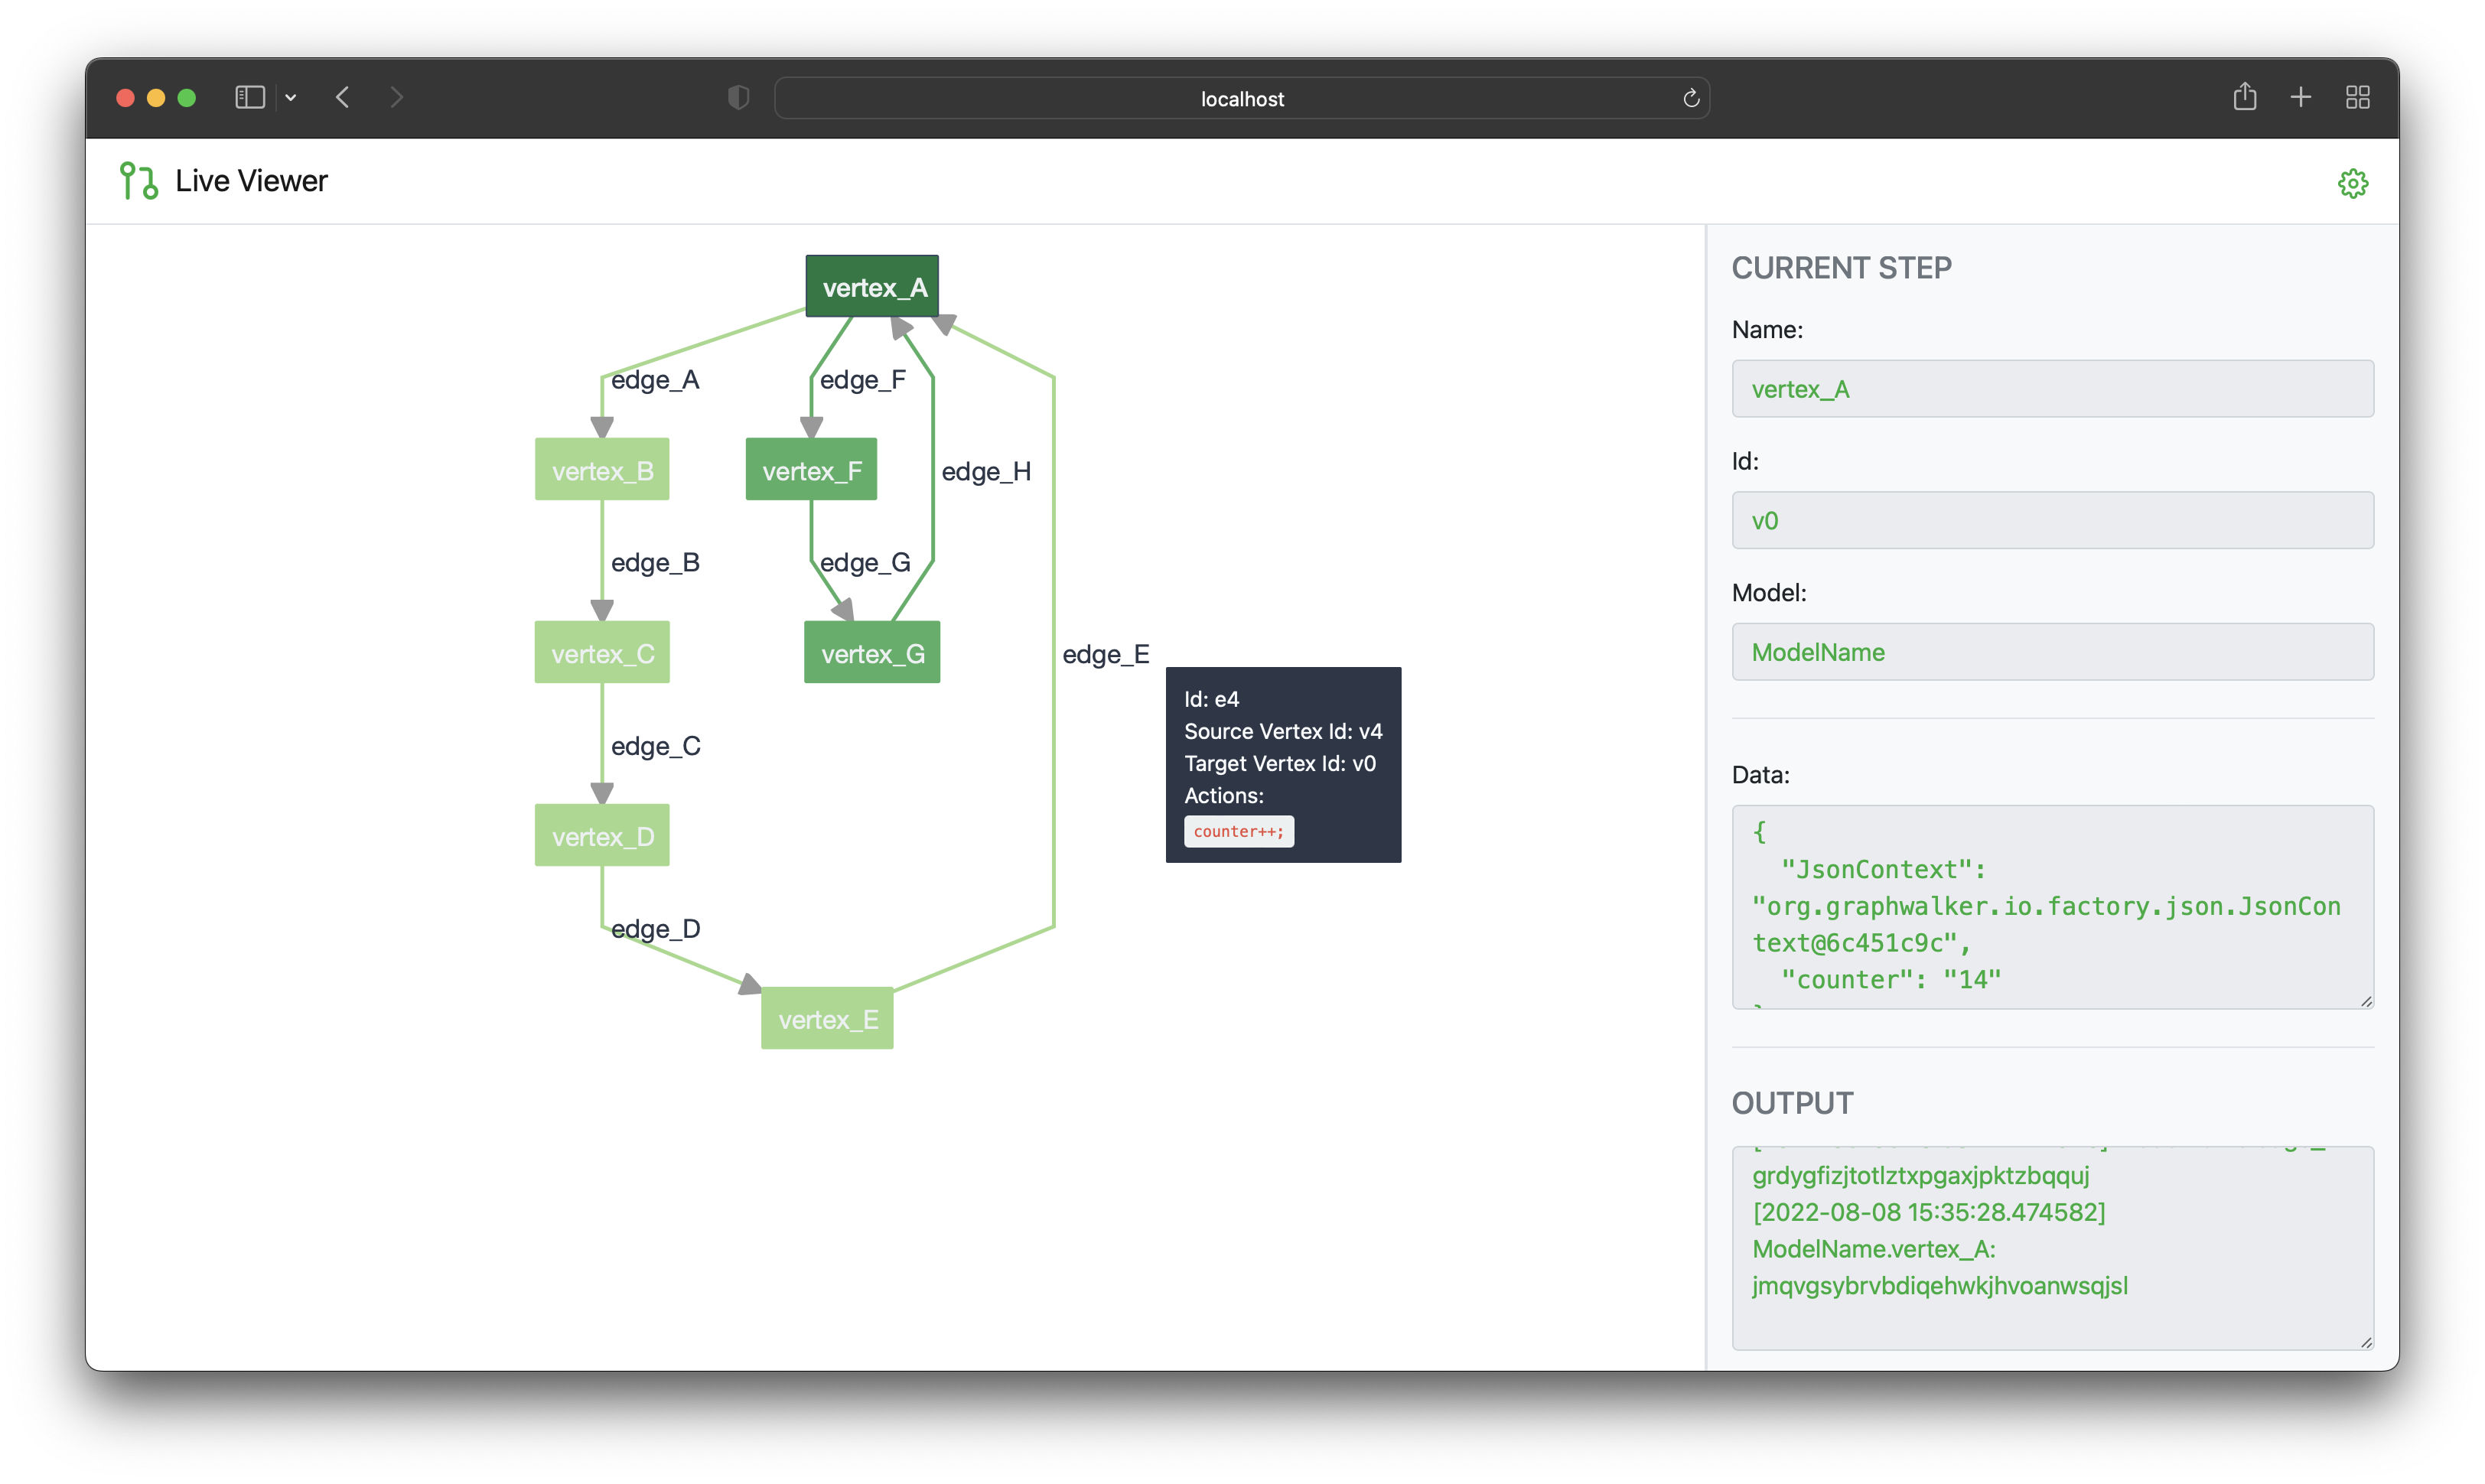 localhost
Live Viewer
vertex_A
edge_A
edge_F
vertex_B
vertex_F
edge_H
edge_B
edge_G
vertex_C
vertex_G
edge_E
edge_C
vertex_D
edge_D
vertex_E
Id: e4
Source Vertex Id: v4
Target Vertex Id: v0
Actions:
counter++;
CURRENT STEP
Name:
vertex_A
Id:
v0
Model:
ModelName
Data:
{
"JsonContext":
"org.graphwalker.io.factory.json.JsonCon
text@6c451c9c",
"counter": "14"
OUTPUT
grdygfizjtotlztxpgaxjpktzbqquj
[2022-08-08 15:35:28.474582]
ModelName.vertex_A:
jmqvgsybrvbdiqehwkjhvoanwsqjsl